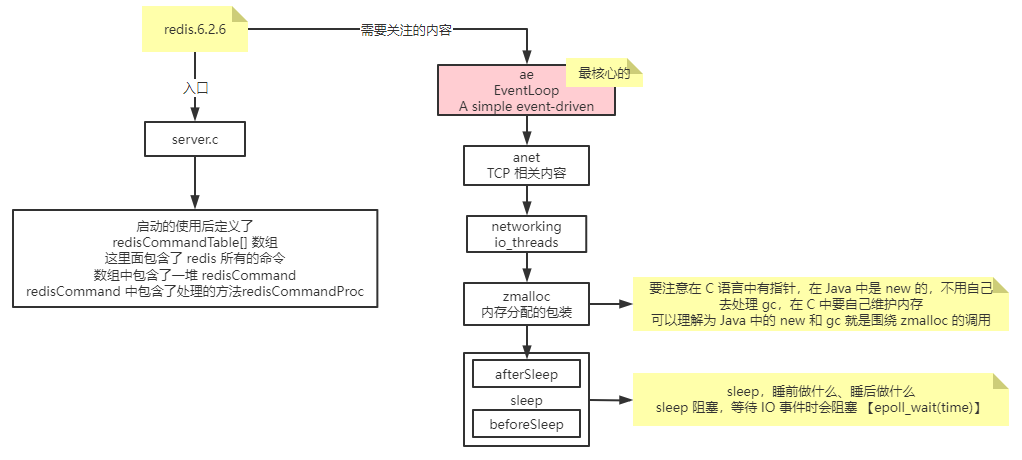 redis.6.2.6
需要关注的内容
入口
server.c
启动的使用后定义了
redisCommandTable[] 数组
这里面包含了 redis 所有的命令
数组中包含了一堆 redisCommand
redisCommand 中包含了处理的方法redisCommandProc
最核心的
ae
EventLoop
A simple event-driven
anet
TCP 相关内容
networking
io_threads
zmalloc
内存分配的包装
要注意在 C 语言中有指针，在 Java 中是 new 的，不用自己
去处理 gc，在 C 中要自己维护内存
可以理解为 Java 中的 new 和 gc 就是围绕 zmalloc 的调用
afterSleep
sleep
beforeSleep
sleep，睡前做什么、睡后做什么
sleep 阻塞，等待 IO 事件时会阻塞 【epoll_wait(time)】